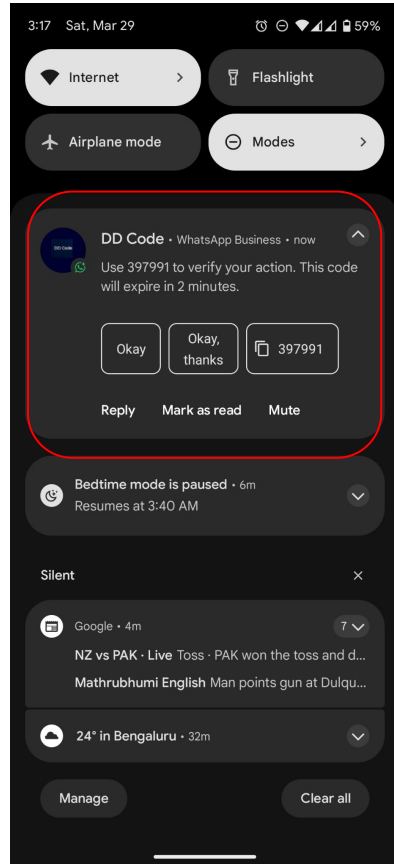 3:17 Sat, Mar 29 59%
Internet
Flashlight
Airplane mode
Modes
DD Code
DD Code • WhatsApp Business • now
Use 397991 to verify your action. This code
will expire in 2 minutes.
Okay
Okay,
thanks
397991
Reply Mark as read Mute
Bedtime mode is paused • 6m
Resumes at 3:40 AM
Silent
Google • 4m
7
NZ vs PAK · Live Toss · PAK won the toss and d...
Mathrubhumi English Man points gun at Dulqu...
24° in Bengaluru • 32m
Manage
Clear all